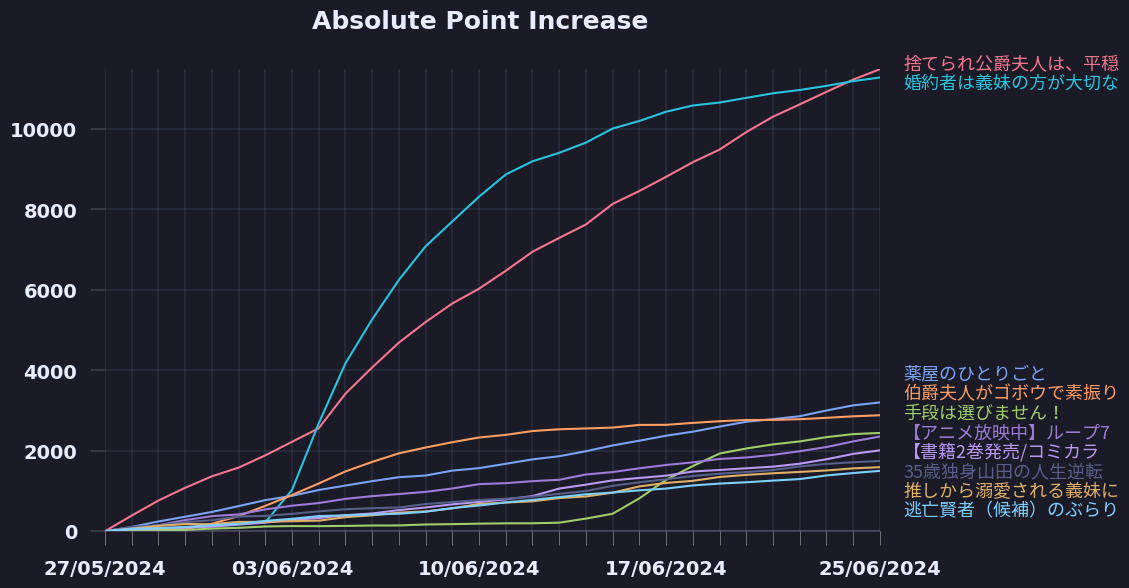 Absolute Point Increase
捨てられ公爵夫人は、平穏
婚約者は義妹の方が大切な
10000
8000
6000
4000
2000
0
薬屋のひとりごと
伯爵夫人がゴボウで素振り
手段は選びません！
【アニメ放映中】ループ7
【書籍2巻発売/コミカラ
35歳独身山田の人生逆転
推しから溺愛される義妹に
逃亡賢者（候補）のぶらり
27/05/2024 03/06/2024 10/06/2024 17/06/2024 25/06/2024